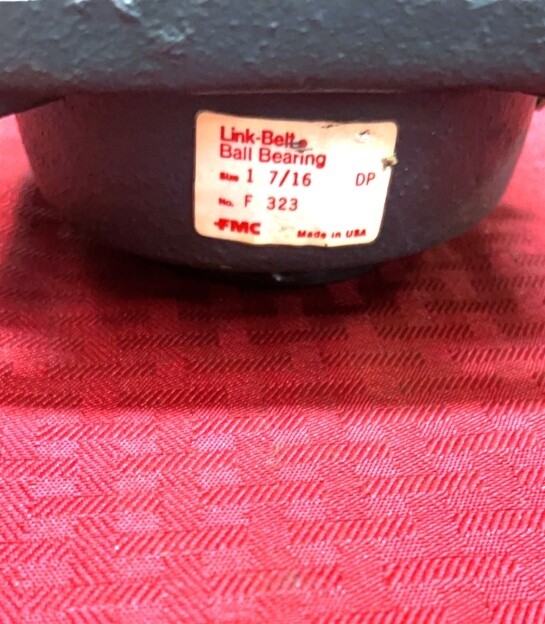 Link-Belt®
Ball Bearing
Size 1 7/16 DP
No. F 323
FMC Made in USA